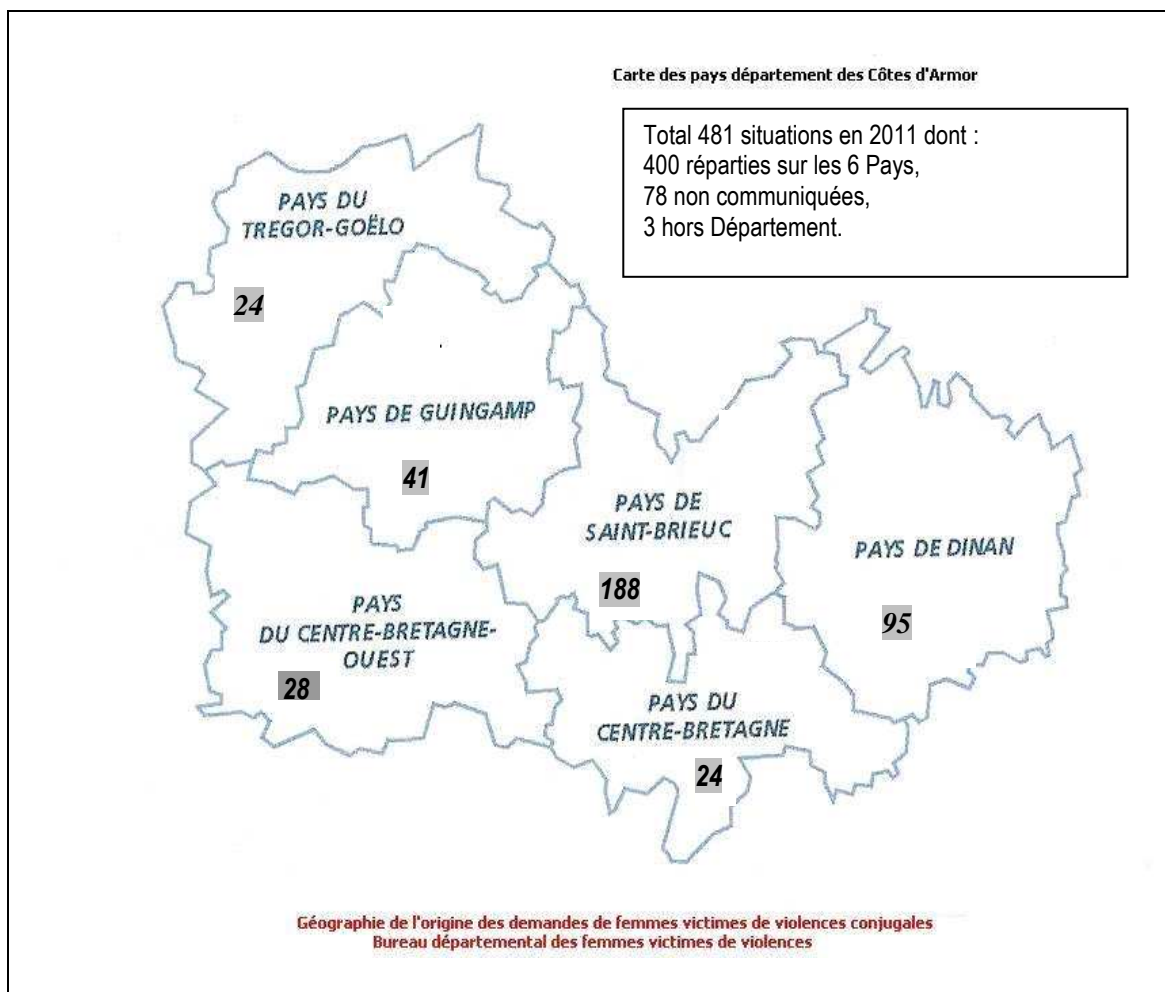 Carte des pays département des Côtes d'Armor
Total 481 situations en 2011 dont :
400 réparties sur les 6 Pays,
78 non communiquées,
3 hors Département.
PAYS DU
TREGOR-GOËLO
24
PAYS DE GUINGAMP
41
PAYS DE
SAINT-BRIEUC
188
PAYS DE DINAN
95
PAYS
DU CENTRE-BRETAGNE-
OUEST
28
PAYS DU
CENTRE-BRETAGNE
24
Géographie de l'origine des demandes de femmes victimes de violences conjugales
Bureau départemental des femmes victimes de violences